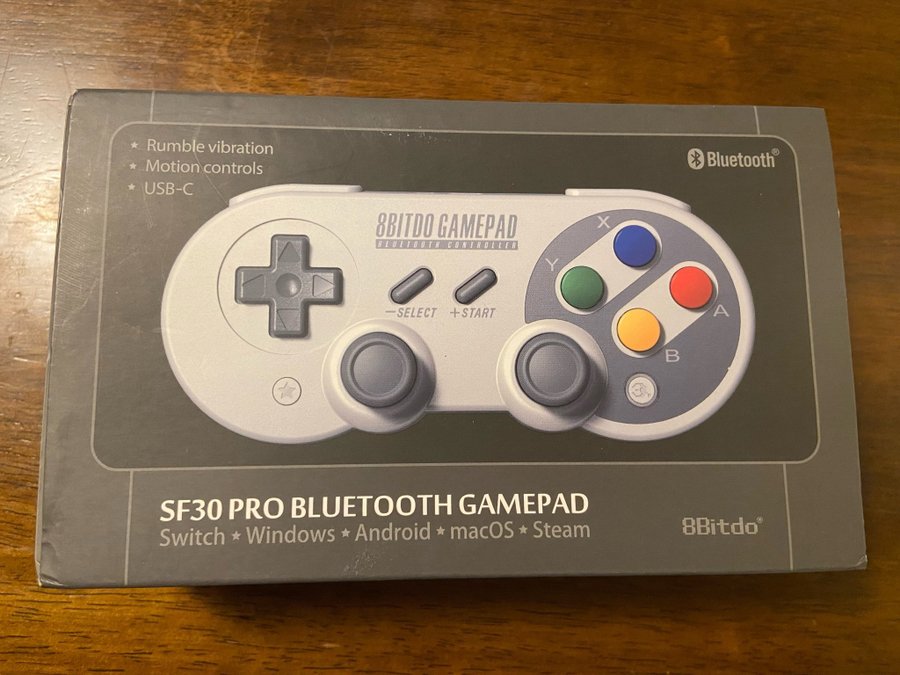 ★ Rumble vibration
★ Motion controls
★ USB-C
Bluetooth®
8BITDO GAMEPAD
BLUETOOTH CONTROLLER
X
Y
A
B
—SELECT
+START
SF30 PRO BLUETOOTH GAMEPAD
Switch ★ Windows ★ Android ★ macOS ★ Steam
8Bitdo®